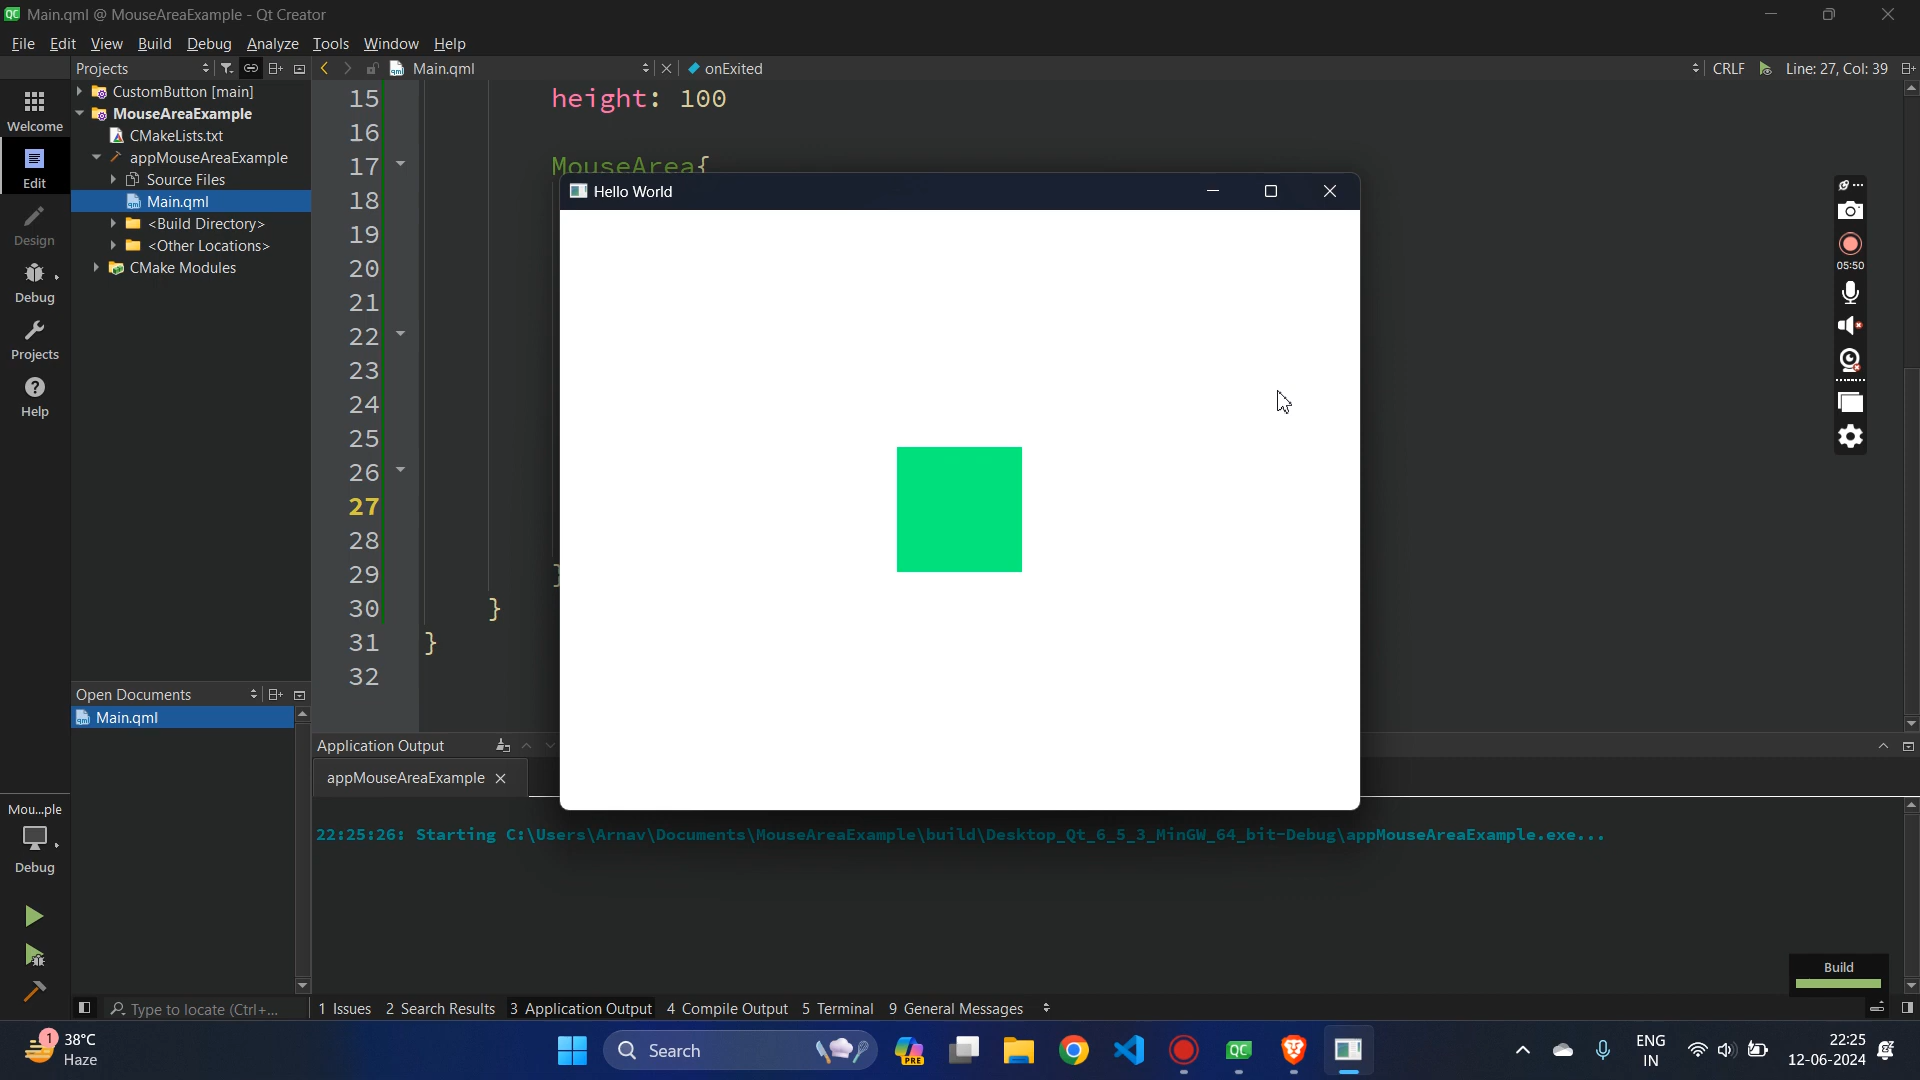 Main.qml @ MouseAreaExample - Qt Creator
File Edit View Build Debug Analyze Tools Window Help
Projects
Main.qml
onExited
CRLF
Line: 27, Col: 39
Welcome
Edit
Design
Debug
Projects
Help
CustomButton [main]
MouseAreaExample
CMakeLists.txt
appMouseAreaExample
Source Files
Main.qml
<Build Directory>
<Other Locations>
CMake Modules
15 height: 100
16
17 MouseArea{
18
19
20
21
22
23
24
25
26
27
28
29 }
30 }
31 }
32
Hello World
05:50
Open Documents
Main.qml
Application Output
appMouseAreaExample
22:25:26: Starting C:\Users\Arnav\Documents\MouseAreaExample\build\Desktop_Qt_6_5_3_MinGW_64_bit-Debug\appMouseAreaExample.exe...
Mou...ple
Debug
Build
Type to locate (Ctrl+...
1 Issues 2 Search Results 3 Application Output 4 Compile Output 5 Terminal 9 General Messages
1
38°C
Haze
Search
PRE
QC
ENG
IN
22:25
12-06-2024